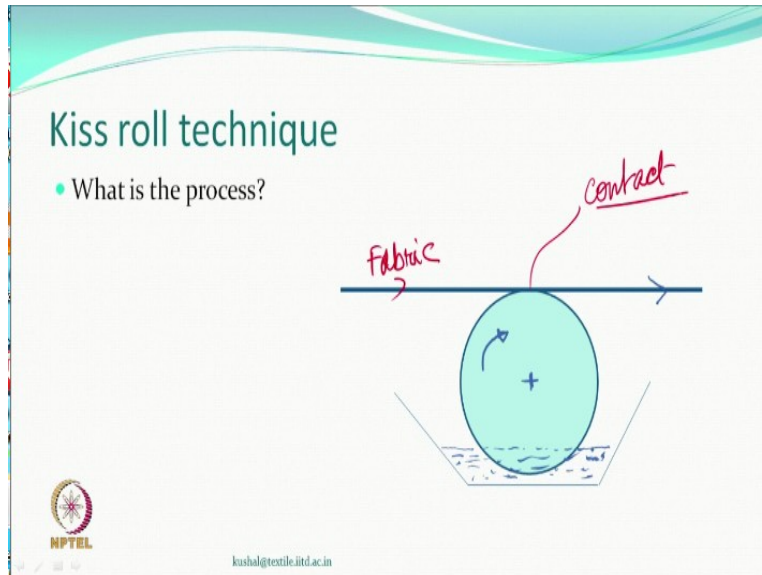 Kiss roll technique
What is the process?
Fabric
contact
NPTEL
kushal@textile.iitd.ac.in